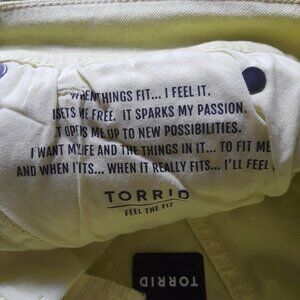 WHEN THINGS FIT... I FEEL IT.
SETS ME FREE. IT SPARKS MY PASSION.
IT OPENS ME UP TO NEW POSSIBILITIES.
I WANT MY LIFE AND THE THINGS IN IT... TO FIT ME
AND WHEN IT FITS... WHEN IT REALLY FITS... I'LL FEEL
TORRID
FEEL THE FIT
TORRID